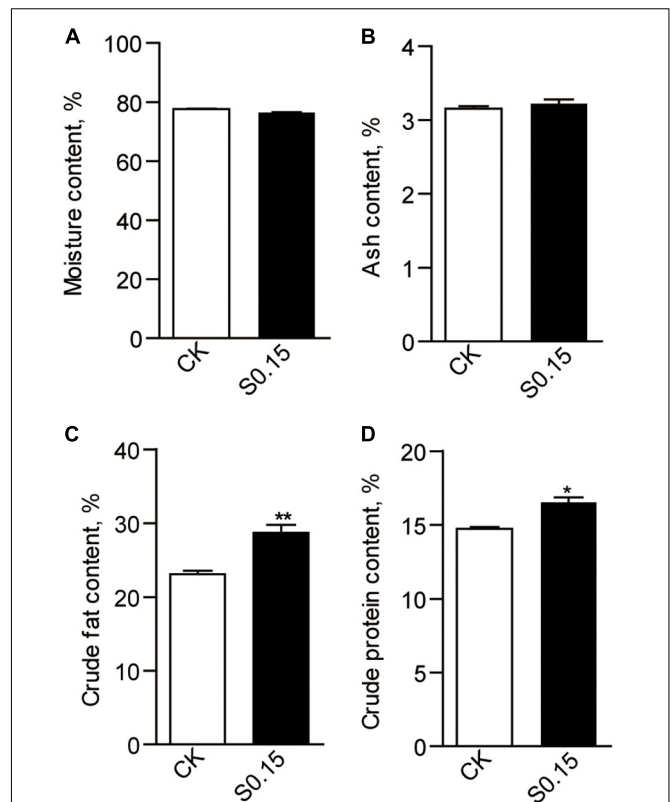 A
Moisture content, %
100
80
60
40
20
0
CK
S0.15
B
Ash content, %
4
3
2
1
0
CK
S0.15
C
Crude fat content, %
40
30
20
10
0
**
CK
S0.15
D
Crude protein content, %
20
15
10
5
0
*
CK
S0.15